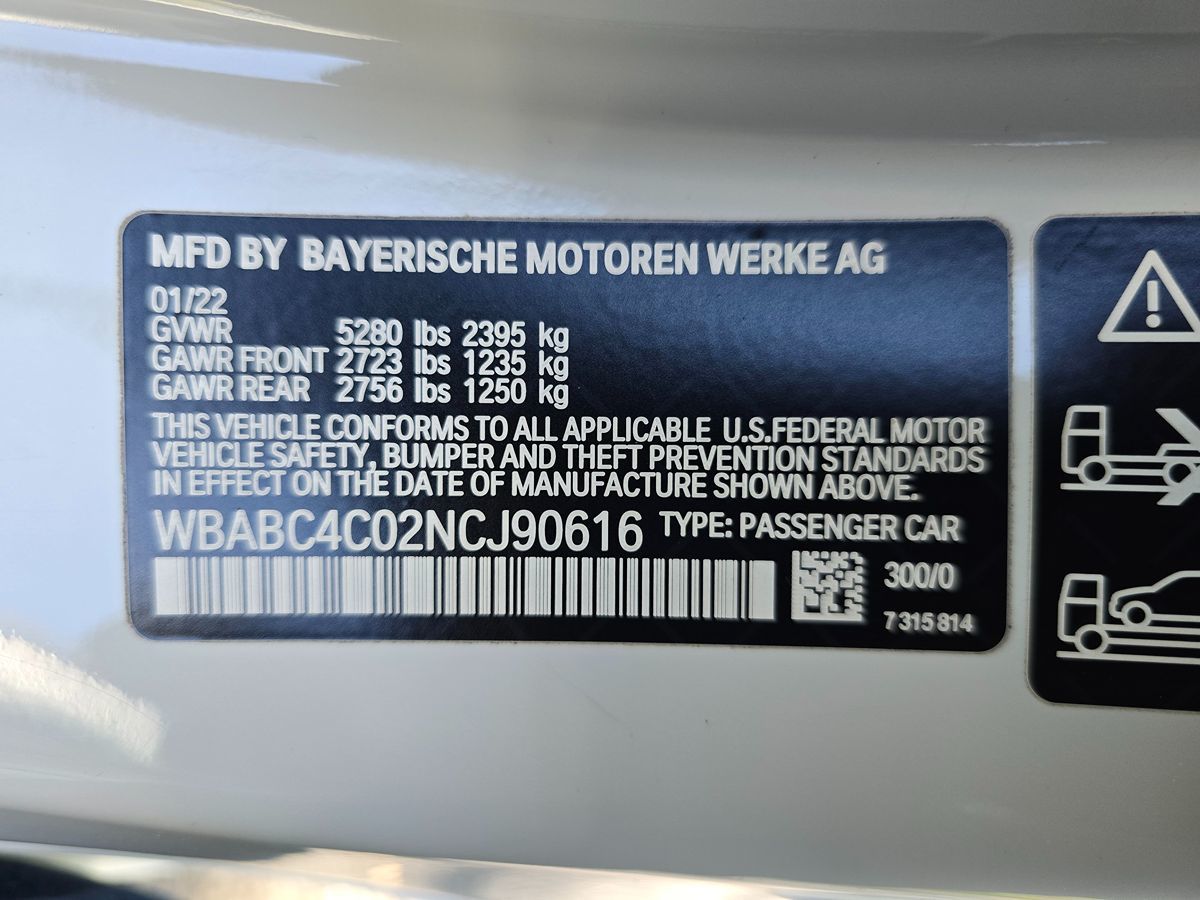 MFD BY BAYERISCHE MOTOREN WERKE AG
01/22
GVWR 5280 lbs 2395 kg
GAWR FRONT 2723 lbs 1235 kg
GAWR REAR 2756 lbs 1250 kg
THIS VEHICLE CONFORMS TO ALL APPLICABLE U.S.FEDERAL MOTOR
VEHICLE SAFETY, BUMPER AND THEFT PREVENTION STANDARDS
IN EFFECT ON THE DATE OF MANUFACTURE SHOWN ABOVE.
WBABC4C02NCJ90616 TYPE: PASSENGER CAR
300/0
7 315 814